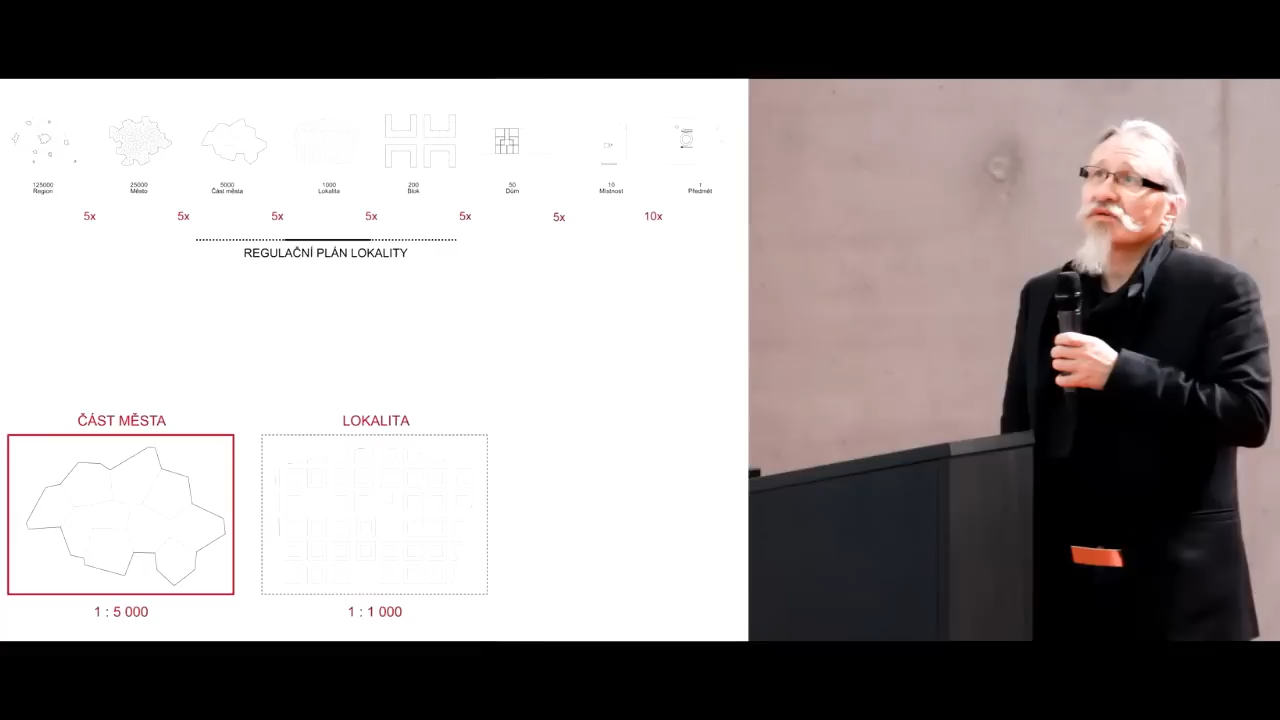 125000 25000 5000 1000 200 50 10 1
Region Město Část města Lokalita Blok Dům Místnost Předmět
5x 5x 5x 5x 5x 5x 10x
REGULAČNÍ PLÁN LOKALITY
ČÁST MĚSTA LOKALITA
1 : 5 000 1 : 1 000